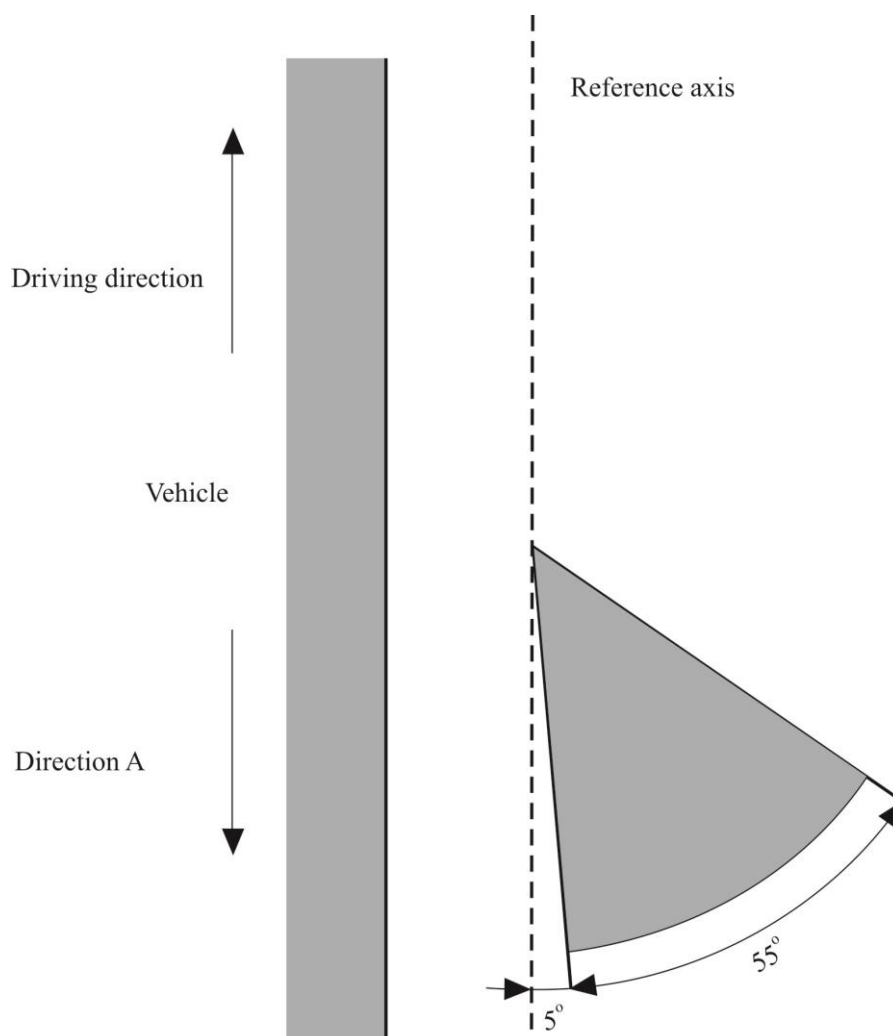 Reference axis
Driving direction
Vehicle
Direction A
55°
5°